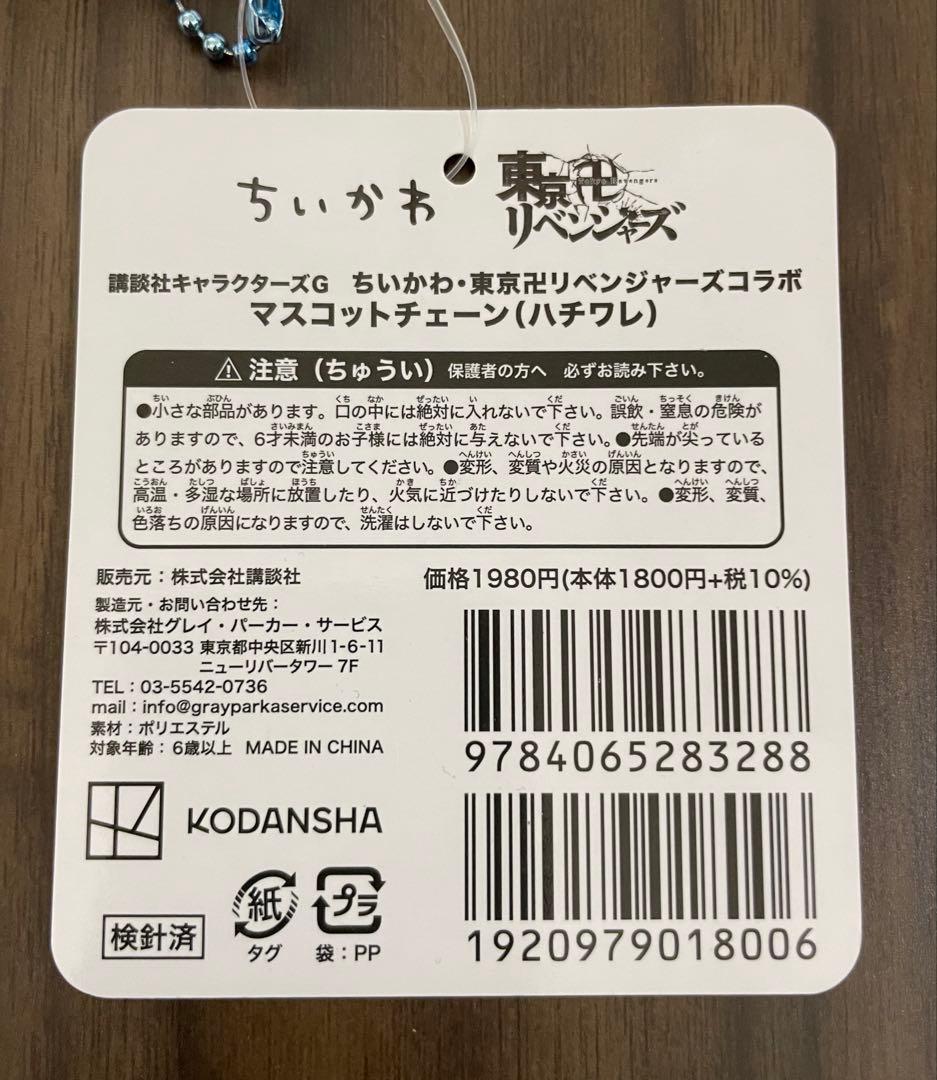 ちいかわ
東京卍リベンジャーズ
Tokyo Revengers
講談社キャラクターズG　ちいかわ・東京卍リベンジャーズコラボ
マスコットチェーン(ハチワレ)
⚠注意（ちゅうい）保護者の方へ　必ずお読み下さい。
●小さな部品があります。口の中には絶対に入れないで下さい。誤飲・窒息の危険が
ありますので、6才未満のお子様には絶対に与えないで下さい。●先端が尖っている
ところがありますので注意してください。●変形、変質や火災の原因となりますので、
高温・多湿な場所に放置したり、火気に近づけたりしないで下さい。●変形、変質、
色落ちの原因になりますので、洗濯はしないで下さい。
販売元：株式会社講談社
製造元・お問い合わせ先：
株式会社グレイ・パーカー・サービス
〒104-0033 東京都中央区新川1-6-11
ニューリバータワー 7F
TEL：03-5542-0736
mail：info@grayparkaservice.com
素材：ポリエステル
対象年齢：6歳以上　MADE IN CHINA
価格1980円(本体1800円+税10%)
9784065283288
1920979018006
KODANSHA
検針済
紙
タグ
プラ
袋：PP